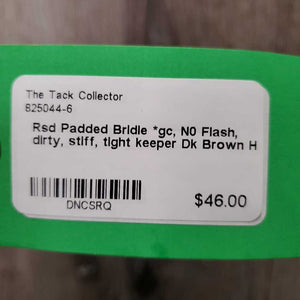 The Tack Collector
825044-6
Rsd Padded Bridle *gc, N0 Flash,
dirty, stiff, tight keeper Dk Brown H
DNCSRQ
$46.00